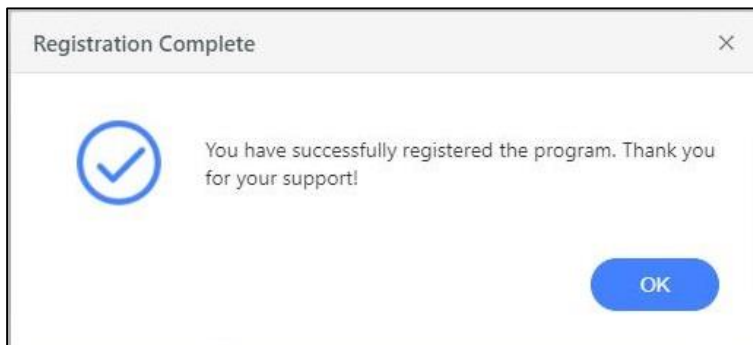 Registration Complete
You have successfully registered the program. Thank you
for your support!
OK